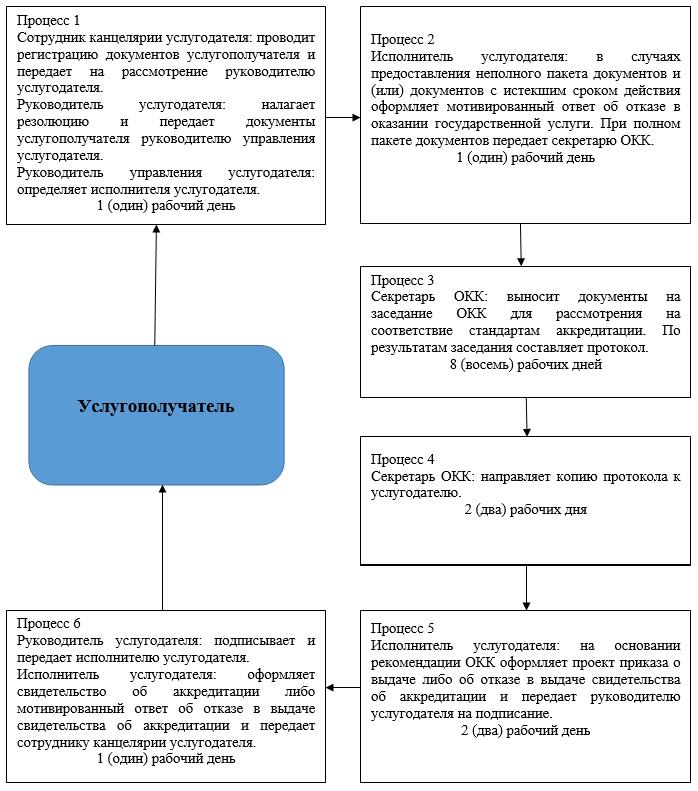 Процесс 1
Сотрудник канцелярии услугодателя: проводит
регистрацию документов услугополучателя и
передает на рассмотрение руководителю
услугодателя.
Руководитель услугодателя: налагает
резолюцию и передает документы
услугополучателя руководителю управления
услугодателя.
Руководитель управления услугодателя:
определяет исполнителя услугодателя.
1 (один) рабочий день
Процесс 2
Исполнитель услугодателя: в случаях
предоставления неполного пакета документов и
(или) документов с истекшим сроком действия
оформляет мотивированный ответ об отказе в
оказании государственной услуги. При полном
пакете документов передает секретарю ОКК.
1 (один) рабочий день
Процесс 3
Секретарь ОКК: выносит документы на
заседание ОКК для рассмотрения на
соответствие стандартам аккредитации. По
результатам заседания составляет протокол.
8 (восемь) рабочих дней
Услугополучатель
Процесс 4
Секретарь ОКК: направляет копию протокола к
услугодателю.
2 (два) рабочих дня
Процесс 5
Исполнитель услугодателя: на основании
рекомендации ОКК оформляет проект приказа о
выдаче либо об отказе в выдаче свидетельства
об аккредитации и передает руководителю
услугодателя на подписание.
2 (два) рабочий день
Процесс 6
Руководитель услугодателя: подписывает и
передает исполнителю услугодателя.
Исполнитель услугодателя: оформляет
свидетельство об аккредитации либо
мотивированный ответ об отказе в выдаче
свидетельства об аккредитации и передает
сотруднику канцелярии услугодателя.
1 (один) рабочий день